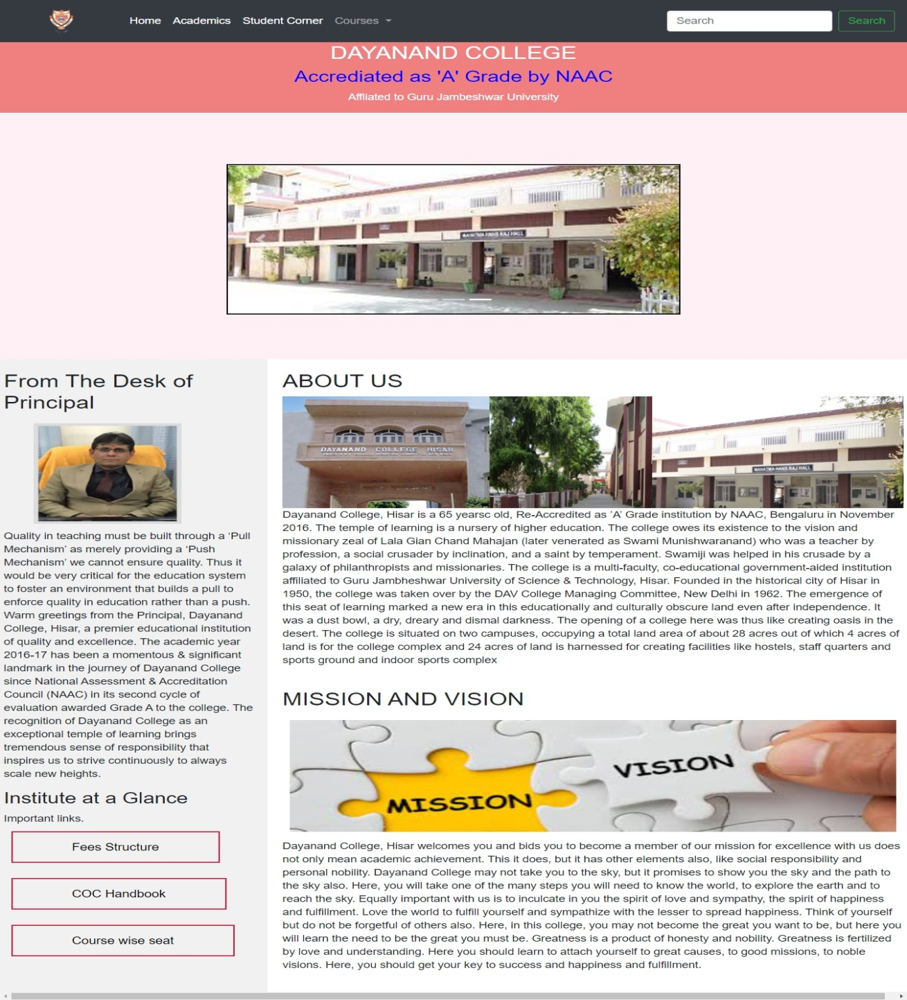 Home Academics Student Corner Courses Search Search
DAYANAND COLLEGE
Accrediated as 'A' Grade by NAAC
Affliated to Guru Jambeshwar University
MAHATMA HANS RAJ HALL
From The Desk of
Principal
Quality in teaching must be built through a ‘Pull
Mechanism’ as merely providing a ‘Push
Mechanism’ we cannot ensure quality. Thus it
would be very critical for the education system
to foster an environment that builds a pull to
enforce quality in education rather than a push.
Warm greetings from the Principal, Dayanand
College, Hisar, a premier educational institution
of quality and excellence. The academic year
2016-17 has been a momentous & significant
landmark in the journey of Dayanand College
since National Assessment & Accreditation
Council (NAAC) in its second cycle of
evaluation awarded Grade A to the college. The
recognition of Dayanand College as an
exceptional temple of learning brings
tremendous sense of responsibility that
inspires us to strive continuously to always
scale new heights.
Institute at a Glance
Important links.
Fees Structure
COC Handbook
Course wise seat
ABOUT US
DAYANAND COLLEGE HISAR
MAHATMA HANS RAJ HALL
Dayanand College, Hisar is a 65 yearsc old, Re-Accredited as 'A' Grade institution by NAAC, Bengaluru in November
2016. The temple of learning is a nursery of higher education. The college owes its existence to the vision and
missionary zeal of Lala Gian Chand Mahajan (later venerated as Swami Munishwaranand) who was a teacher by
profession, a social crusader by inclination, and a saint by temperament. Swamiji was helped in his crusade by a
galaxy of philanthropists and missionaries. The college is a multi-faculty, co-educational government-aided institution
affiliated to Guru Jambheshwar University of Science & Technology, Hisar. Founded in the historical city of Hisar in
1950, the college was taken over by the DAV College Managing Committee, New Delhi in 1962. The emergence of
this seat of learning marked a new era in this educationally and culturally obscure land even after independence. It
was a dust bowl, a dry, dreary and dismal darkness. The opening of a college here was thus like creating oasis in the
desert. The college is situated on two campuses, occupying a total land area of about 28 acres out of which 4 acres of
land is for the college complex and 24 acres of land is harnessed for creating facilities like hostels, staff quarters and
sports ground and indoor sports complex
MISSION AND VISION
MISSION
VISION
Dayanand College, Hisar welcomes you and bids you to become a member of our mission for excellence with us does
not only mean academic achievement. This it does, but it has other elements also, like social responsibility and
personal nobility. Dayanand College may not take you to the sky, but it promises to show you the sky and the path to
the sky also. Here, you will take one of the many steps you will need to know the world, to explore the earth and to
reach the sky. Equally important with us is to inculcate in you the spirit of love and sympathy, the spirit of happiness
and fulfillment. Love the world to fulfill yourself and sympathize with the lesser to spread happiness. Think of yourself
but do not be forgetful of others also. Here, in this college, you may not become the great you want to be, but here you
will learn the need to be the great you must be. Greatness is a product of honesty and nobility. Greatness is fertilized
by love and understanding. Here you should learn to attach yourself to great causes, to good missions, to noble
visions. Here, you should get your key to success and happiness and fulfillment.